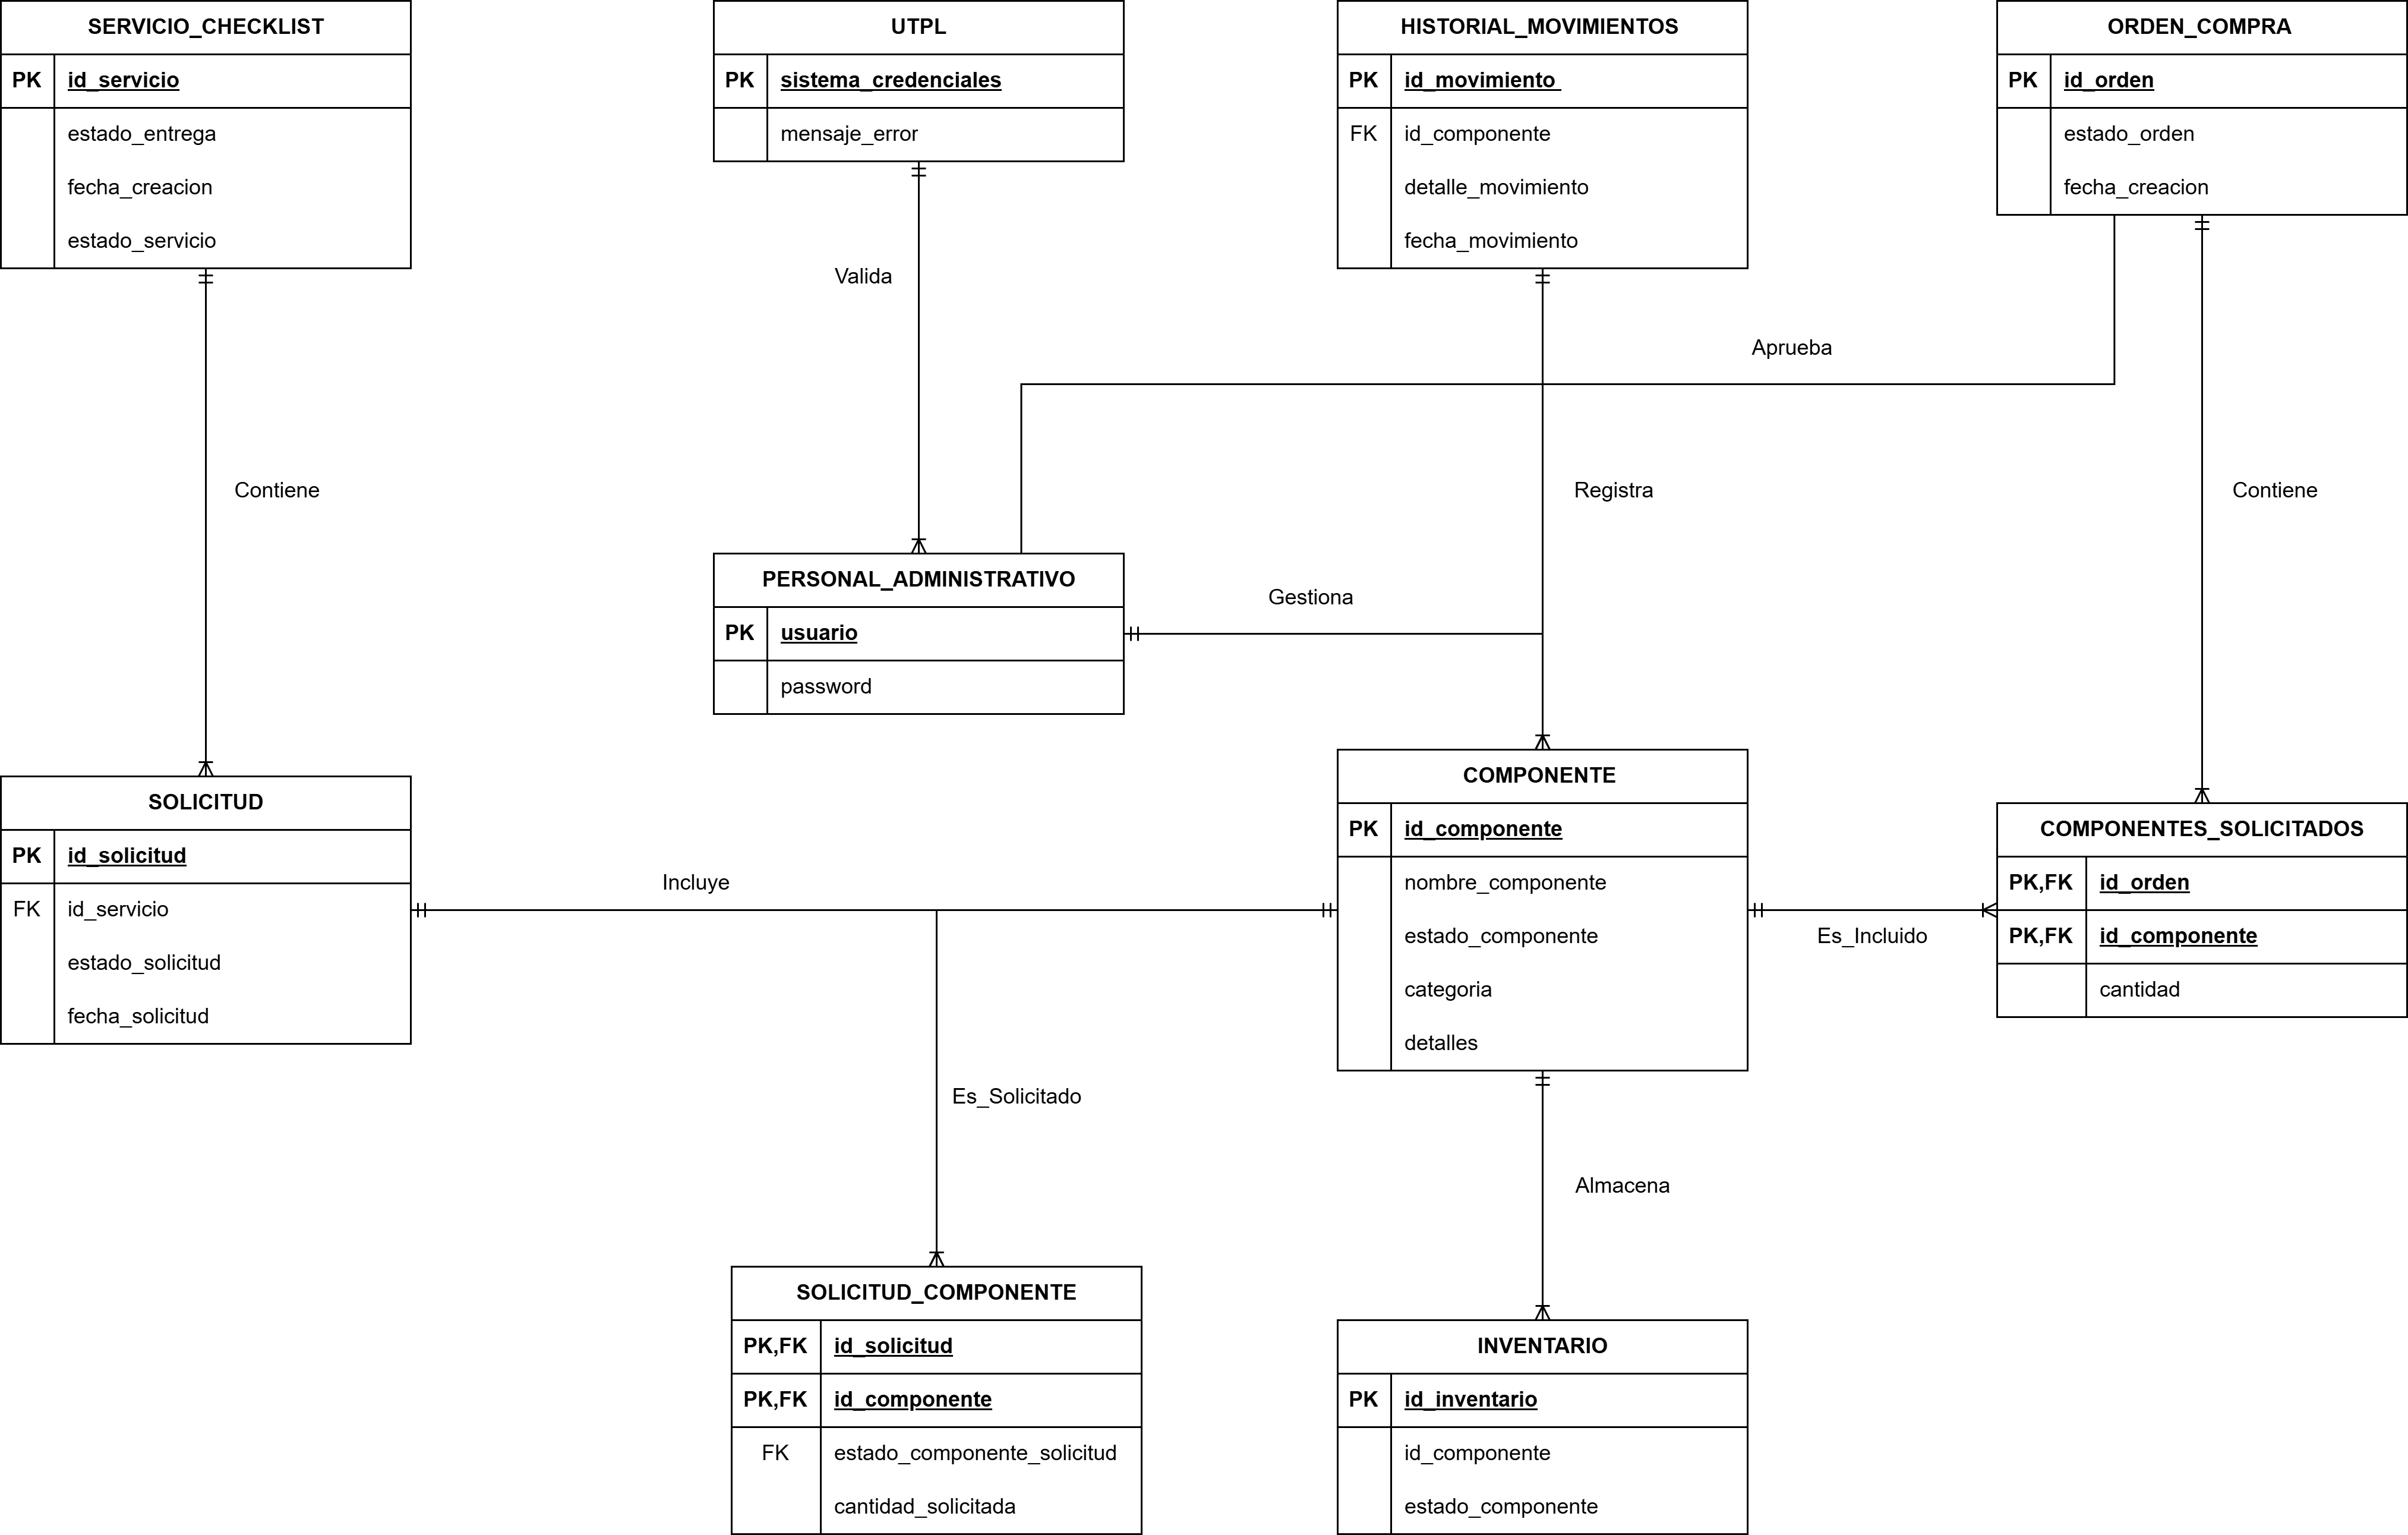 SERVICIO_CHECKLIST
PK id_servicio
estado_entrega
fecha_creacion
estado_servicio
UTPL
PK sistema_credenciales
mensaje_error
HISTORIAL_MOVIMIENTOS
PK id_movimiento
FK id_componente
detalle_movimiento
fecha_movimiento
ORDEN_COMPRA
PK id_orden
estado_orden
fecha_creacion
Valida
Aprueba
Contiene
Registra
Contiene
PERSONAL_ADMINISTRATIVO
PK usuario
password
Gestiona
SOLICITUD
PK id_solicitud
FK id_servicio
estado_solicitud
fecha_solicitud
Incluye
COMPONENTE
PK id_componente
nombre_componente
estado_componente
categoria
detalles
Es_Incluido
COMPONENTES_SOLICITADOS
PK,FK id_orden
PK,FK id_componente
cantidad
Es_Solicitado
Almacena
SOLICITUD_COMPONENTE
PK,FK id_solicitud
PK,FK id_componente
FK estado_componente_solicitud
cantidad_solicitada
INVENTARIO
PK id_inventario
id_componente
estado_componente